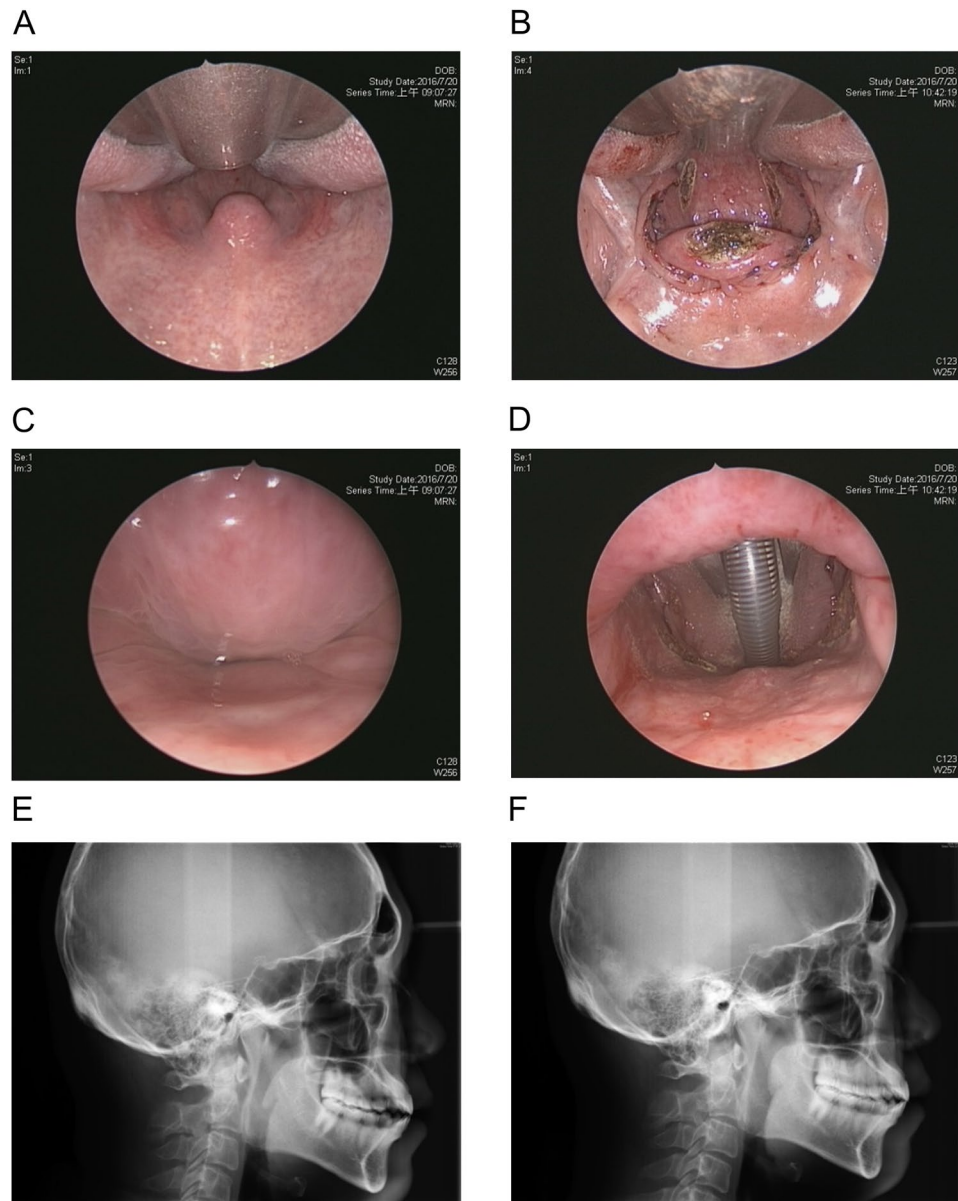 A
B
Se:1
Im:1
DOB:
Study Date:2016/7/20
Series Time:上午 09:07:27
MRN:
C128
W256
Se:1
Im:4
DOB:
Study Date:2016/7/20
Series Time:上午 10:42:19
MRN:
C123
W257
C
D
Se:1
Im:3
DOB:
Study Date:2016/7/20
Series Time:上午 09:07:27
MRN:
C128
W256
Se:1
Im:1
DOB:
Study Date:2016/7/20
Series Time:上午 10:42:19
MRN:
C123
W257
E
F